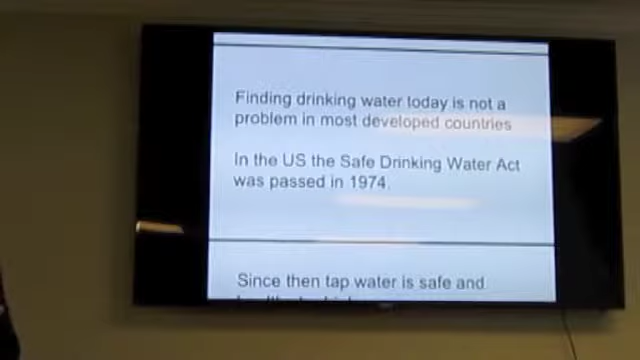 Finding drinking water today is not a
problem in most developed countries
In the US the Safe Drinking Water Act
was passed in 1974.
Since then tap water is safe and